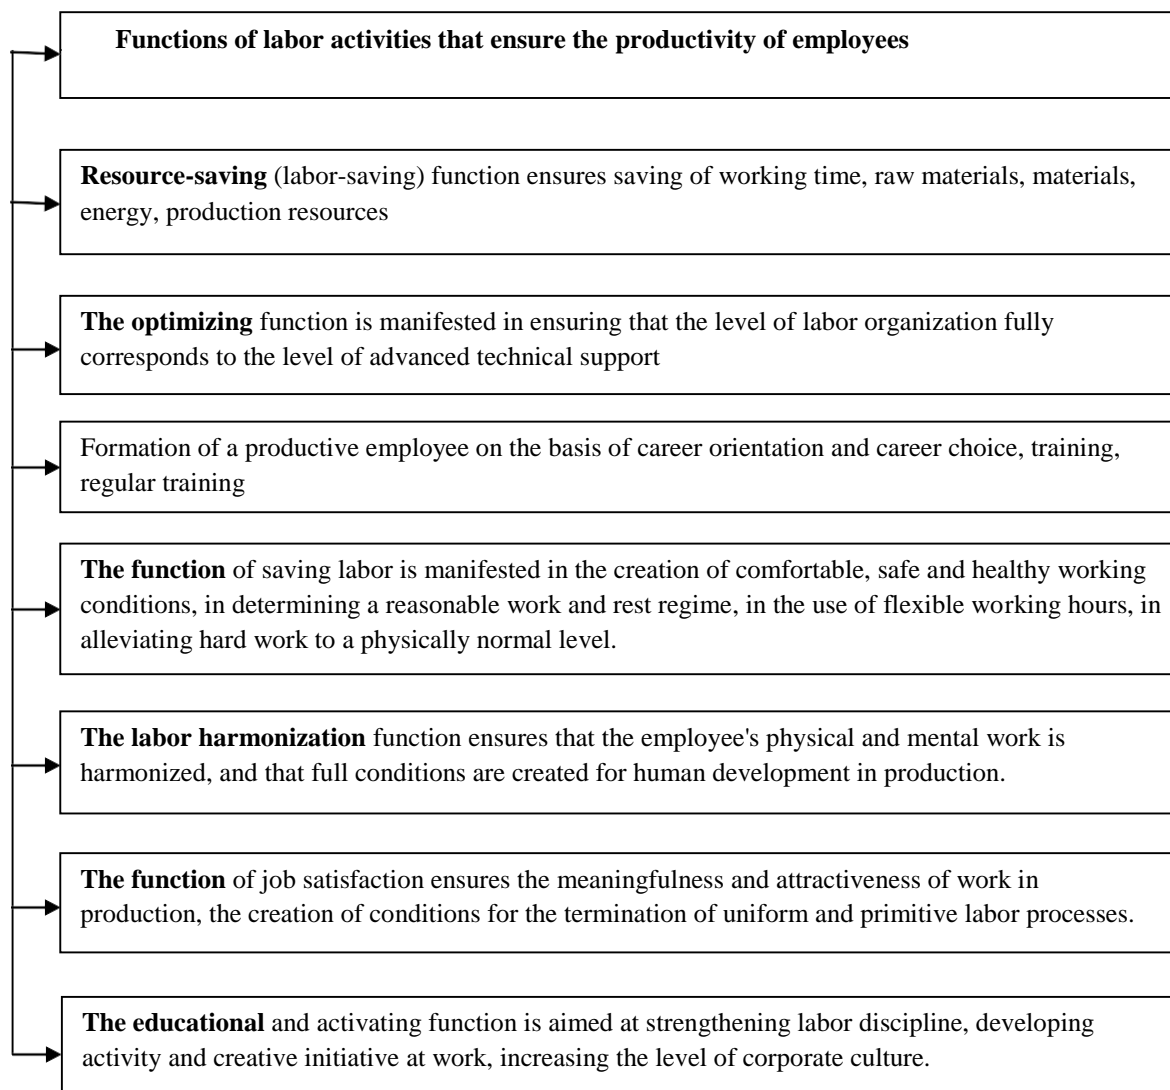 Functions of labor activities that ensure the productivity of employees
Resource-saving (labor-saving) function ensures saving of working time, raw materials, materials,
energy, production resources
The optimizing function is manifested in ensuring that the level of labor organization fully
corresponds to the level of advanced technical support
Formation of a productive employee on the basis of career orientation and career choice, training,
regular training
The function of saving labor is manifested in the creation of comfortable, safe and healthy working
conditions, in determining a reasonable work and rest regime, in the use of flexible working hours, in
alleviating hard work to a physically normal level.
The labor harmonization function ensures that the employee's physical and mental work is
harmonized, and that full conditions are created for human development in production.
The function of job satisfaction ensures the meaningfulness and attractiveness of work in
production, the creation of conditions for the termination of uniform and primitive labor processes.
The educational and activating function is aimed at strengthening labor discipline, developing
activity and creative initiative at work, increasing the level of corporate culture.